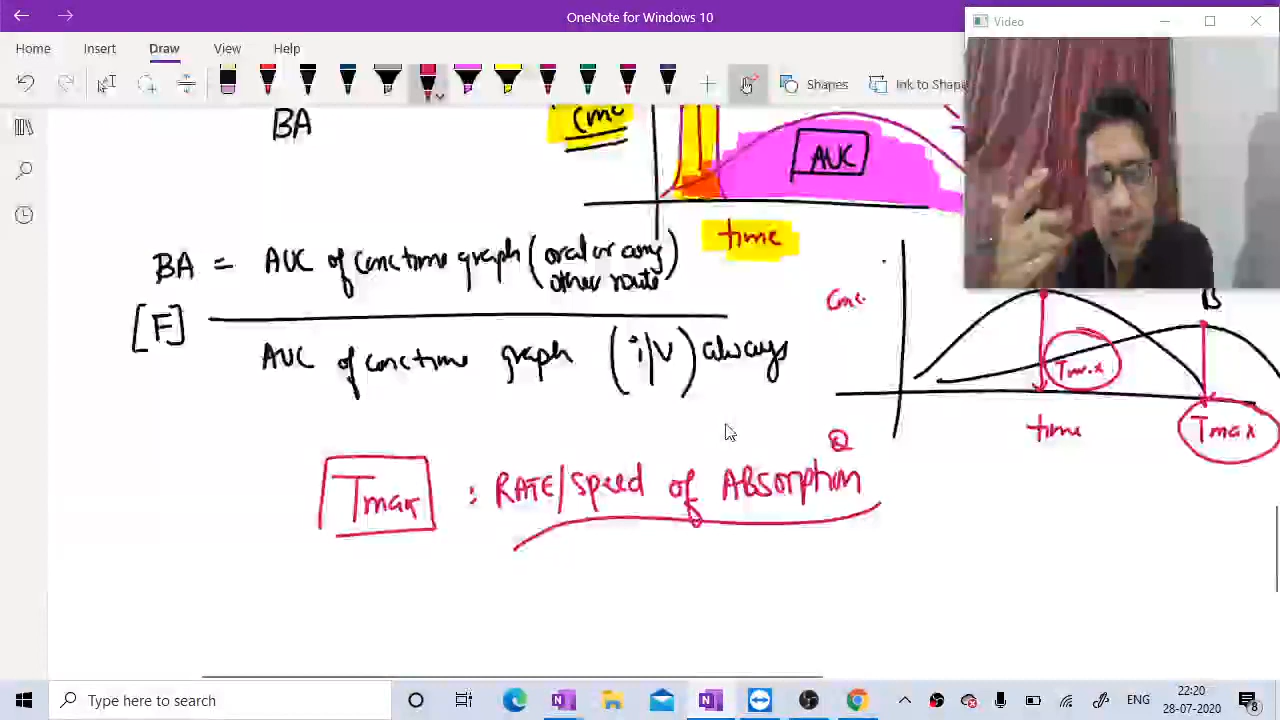 OneNote for Windows 10
Video
Home Insert Draw View Help
Shapes Ink to Shape
BA
Conc
AUC
time
BA = AUC of conc time graph (oral or any other route)
[F]
AUC of conc time graph (i/v) always
Conc.
B
Tmax
time
Tmax
Tmax : RATE/Speed of Absorption
Type here to search
ENG
22:20
28-07-2020
8